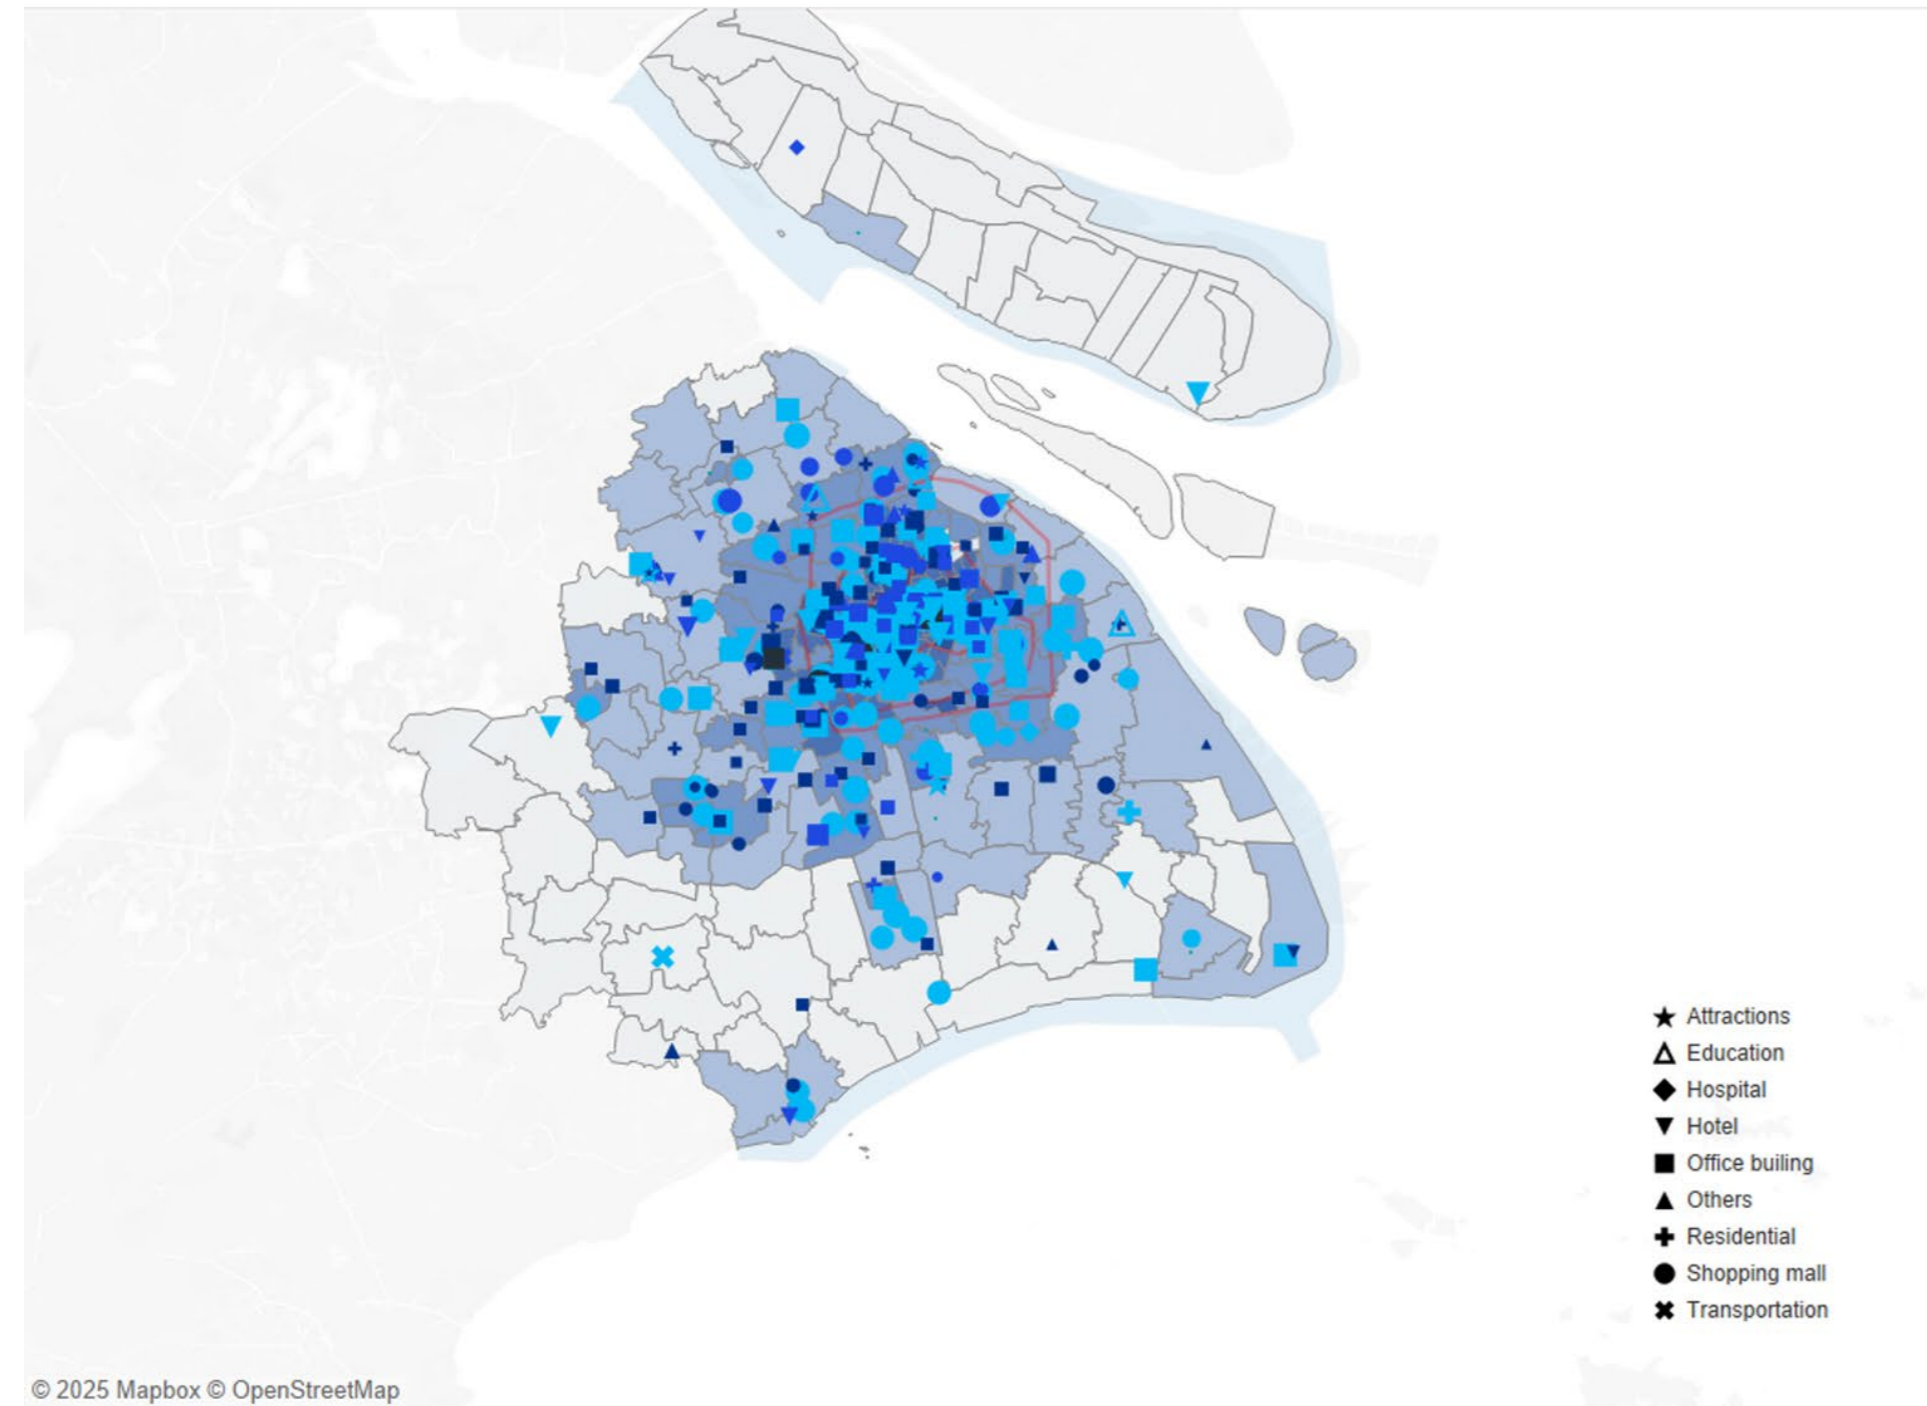 Attractions
Education
Hospital
Hotel
Office builing
Others
Residential
Shopping mall
Transportation
© 2025 Mapbox © OpenStreetMap